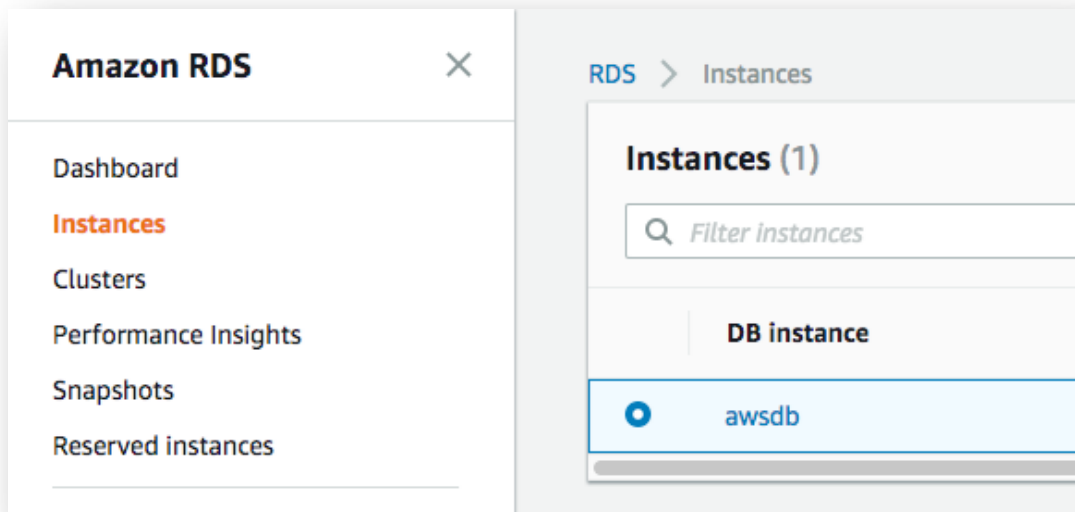 Amazon RDS
Dashboard
Instances
Clusters
Performance Insights
Snapshots
Reserved instances
RDS > Instances
Instances (1)
Filter instances
DB instance
awsdb